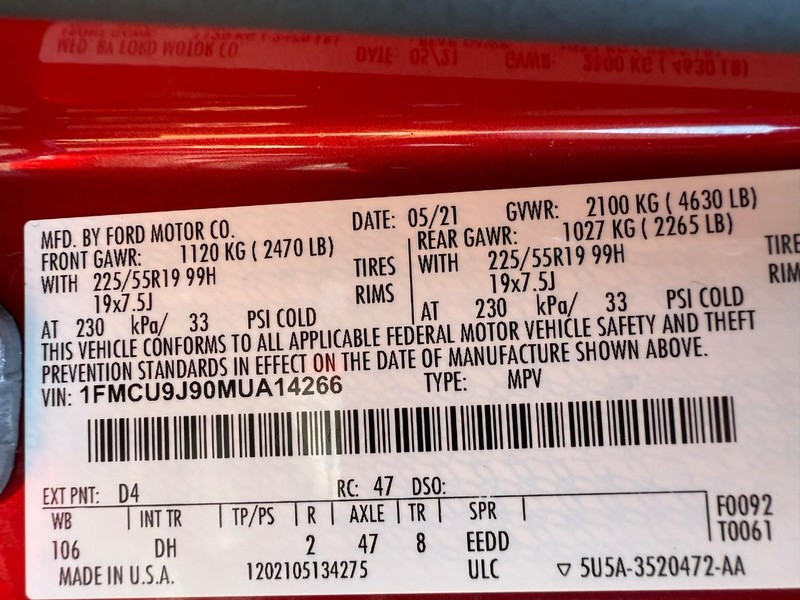 MFD. BY FORD MOTOR CO. DATE: 05/21 GVWR: 2100 KG ( 4630 LB)
FRONT GAWR: 1120 KG ( 2470 LB) REAR GAWR: 1027 KG ( 2265 LB)
WITH 225/55R19 99H TIRES WITH 225/55R19 99H TIRE
19x7.5J RIMS 19x7.5J RIM
AT 230 kPa/ 33 PSI COLD AT 230 kPa/ 33 PSI COLD
THIS VEHICLE CONFORMS TO ALL APPLICABLE FEDERAL MOTOR VEHICLE SAFETY AND THEFT
PREVENTION STANDARDS IN EFFECT ON THE DATE OF MANUFACTURE SHOWN ABOVE.
VIN: 1FMCU9J90MUA14266 TYPE: MPV
EXT PNT: D4 RC: 47 DSO:
WB INT TR TP/PS R AXLE TR SPR F0092
106 DH 2 47 8 EEDD T0061
MADE IN U.S.A. 1202105134275 ULC ▽ 5U5A-3520472-AA